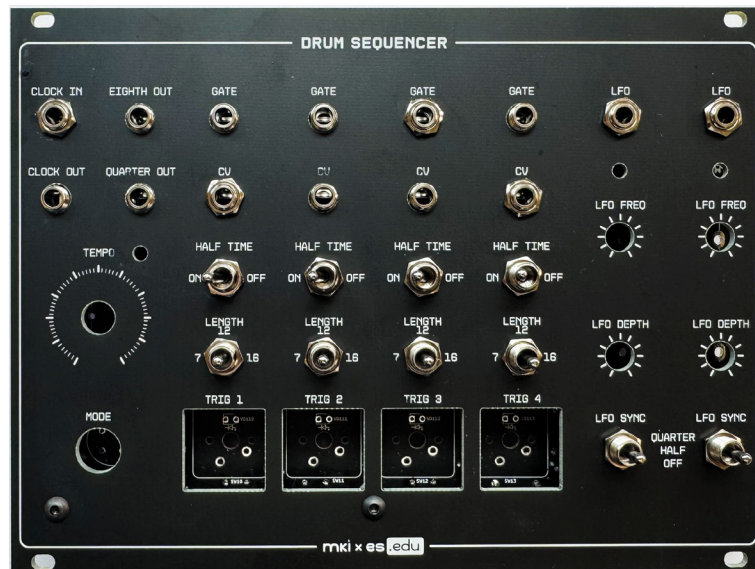 DRUM SEQUENCER
CLOCK IN EIGHTH OUT GATE GATE GATE GATE LFO LFO
CLOCK OUT QUARTER OUT CV CV CV CV
LFO FREQ LFO FREQ
TEMPO HALF TIME HALF TIME HALF TIME HALF TIME
ON OFF ON OFF ON OFF ON OFF
LENGTH LENGTH LENGTH LENGTH LFO DEPTH LFO DEPTH
12 12 12 12
7 16 7 16 7 16 7 16
MODE TRIG 1 TRIG 2 TRIG 3 TRIG 4
LFO SYNC LFO SYNC
QUARTER
HALF
OFF
SW10 SW11 SW12 SW13
mki x es.edu